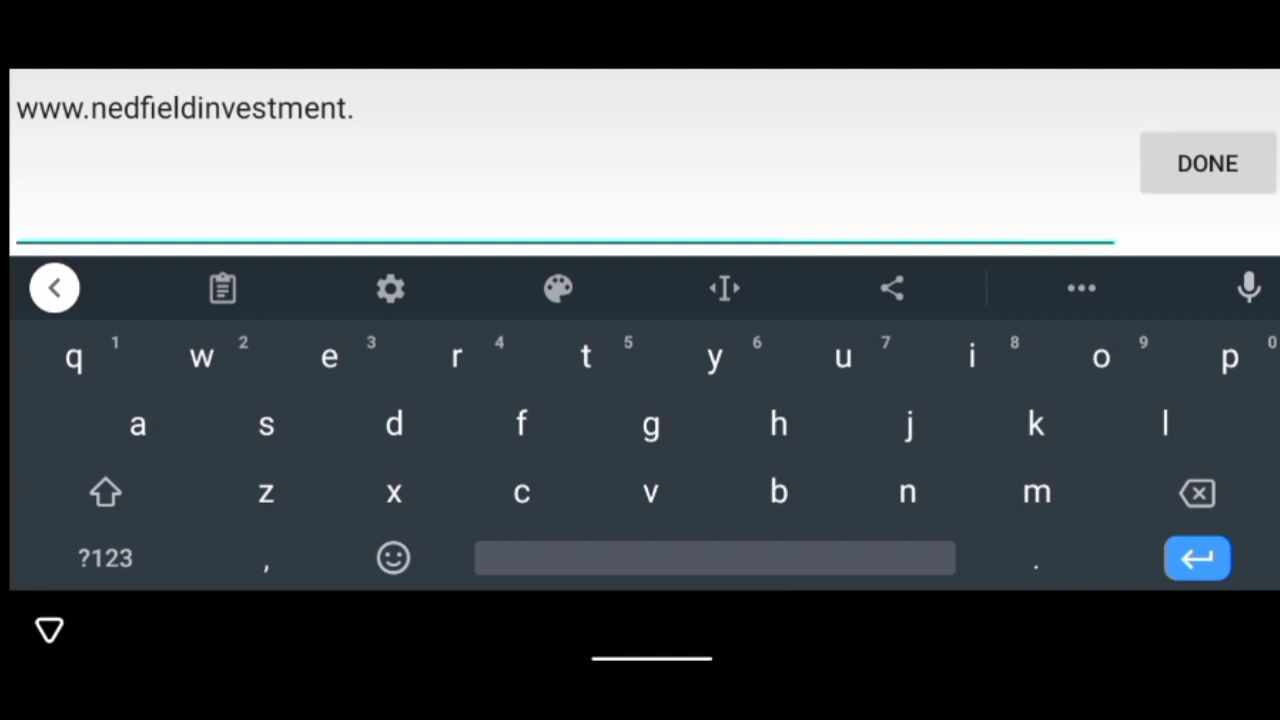 www.nedfieldinvestment.
DONE
q 1 w 2 e 3 r 4 t 5 y 6 u 7 i 8 o 9 p 0
a s d f g h j k l
z x c v b n m
?123 , .